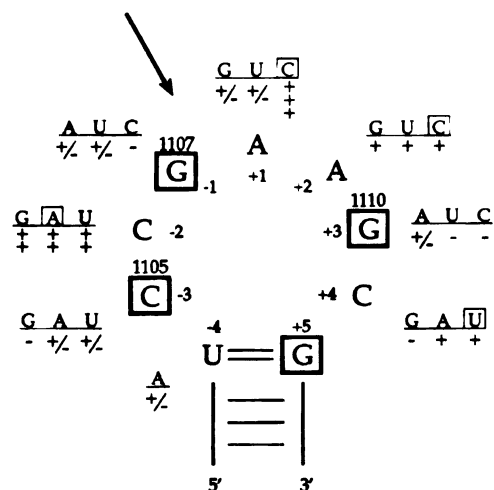 G U C
+/- +/- +
+
+
A U C
+/- +/- -
1107
G
-1
A
+1
+2
A
G U C
+ + +
G A U
+ + +
+ + +
C
-2
1110
+3
G
A U C
+/- - -
1105
C
-3
+4
C
G A U
- +/- +/-
G A U
- + +
-4
U
+5
G
A
+/-
5'
3'